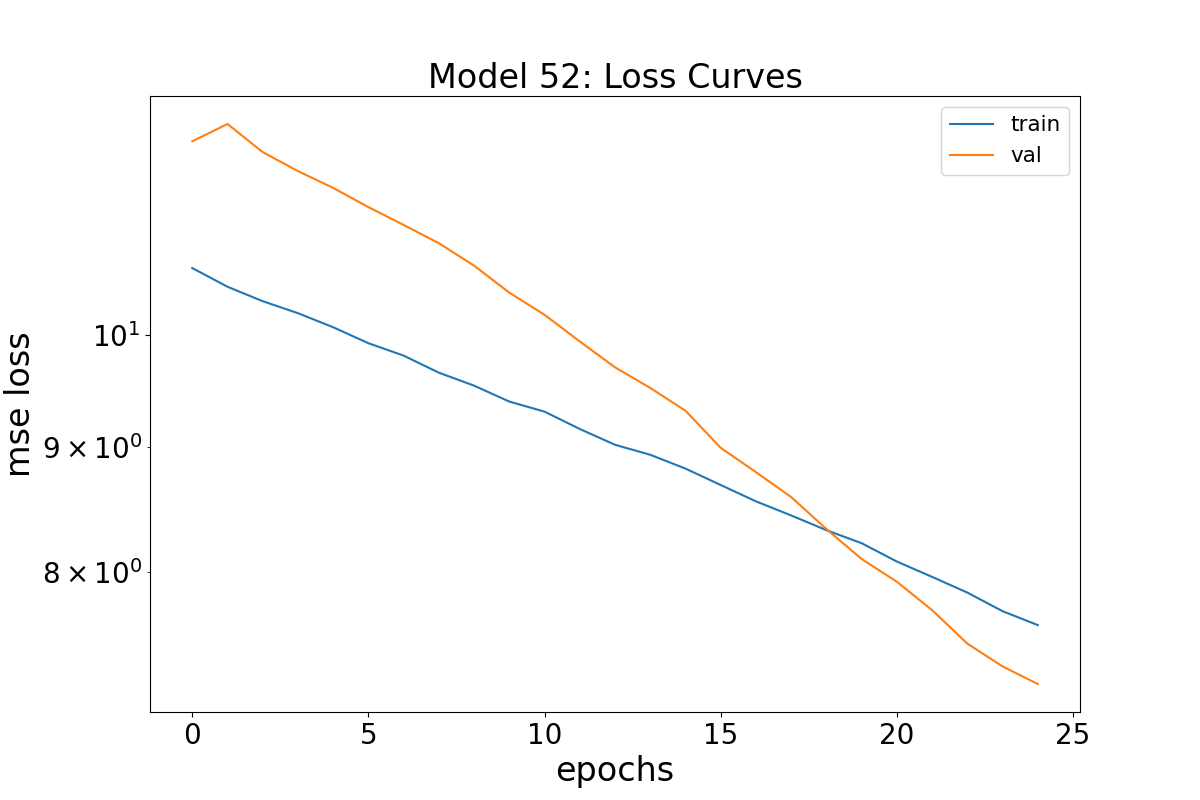 Model 52: Loss Curves
train
val
mse loss
10¹
9 × 10⁰
8 × 10⁰
0 5 10 15 20 25
epochs